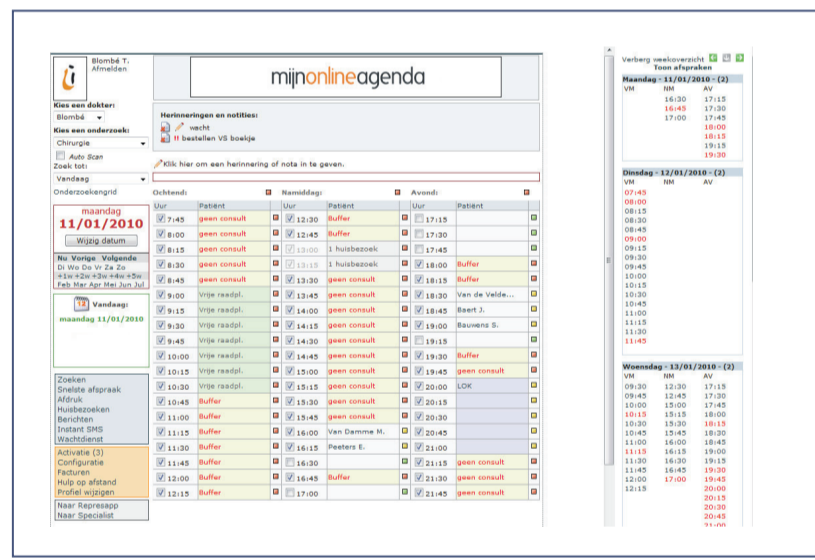 Blombé T.
Afmelden
mijnonlineagenda
Kies een dokter:
Blombé
Kies een onderzoek:
Chirurgie
Auto Scan
Zoek tot:
Vandaag
Onderzoekengrid
Herinneringen en notities:
wacht
!! bestellen VS boekje
Klik hier om een herinnering of nota in te geven.
maandag
11/01/2010
Wijzig datum
Nu Vorige Volgende
Di Wo Do Vr Za Zo
+1w +2w +3w +4w +5w
Feb Mar Apr Mei Jun Jul
12 Vandaag:
maandag 11/01/2010
Zoeken
Snelste afspraak
Afdruk
Huisbezoeken
Berichten
Instant SMS
Wachtdienst
Activatie (3)
Configuratie
Facturen
Hulp op afstand
Profiel wijzigen
Naar Represapp
Naar Specialist
Ochtend: Namiddag: Avond:
Uur Patiënt Uur Patiënt Uur Patiënt
7:45 geen consult 12:30 Buffer 17:15
8:00 geen consult 12:45 Buffer 17:30
8:15 geen consult 13:00 1 huisbezoek 17:45
8:30 geen consult 13:15 1 huisbezoek 18:00 Buffer
8:45 geen consult 13:30 geen consult 18:15 Buffer
9:00 Vrije raadpl. 13:45 geen consult 18:30 Van de Velde...
9:15 Vrije raadpl. 14:00 geen consult 18:45 Baert J.
9:30 Vrije raadpl. 14:15 geen consult 19:00 Bauwens S.
9:45 Vrije raadpl. 14:30 geen consult 19:15
10:00 Vrije raadpl. 14:45 geen consult 19:30 Buffer
10:15 Vrije raadpl. 15:00 geen consult 19:45 geen consult
10:30 Vrije raadpl. 15:15 geen consult 20:00 LOK
10:45 Buffer 15:30 geen consult 20:15
11:00 Buffer 15:45 geen consult 20:30
11:15 Buffer 16:00 Van Damme M. 20:45
11:30 Buffer 16:15 Peeters E. 21:00
11:45 Buffer 16:30 21:15 geen consult
12:00 Buffer 16:45 Buffer 21:30 geen consult
12:15 Buffer 17:00 21:45 geen consult
Verberg weekoverzicht
Toon afspraken
Maandag - 11/01/2010 - (2)
VM NM AV
16:30 17:15
16:45 17:30
17:00 17:45
18:00
18:15
19:15
19:30
Dinsdag - 12/01/2010 - (2)
VM NM AV
07:45
08:00
08:15
08:30
08:45
09:00
09:15
09:30
09:45
10:00
10:15
10:30
10:45
11:00
11:15
11:30
11:45
Woensdag - 13/01/2010 - (2)
VM NM AV
09:30 12:30 17:15
09:45 12:45 17:30
10:00 15:00 17:45
10:15 15:15 18:00
10:30 15:30 18:15
10:45 15:45 18:30
11:00 16:00 18:45
11:15 16:15 19:00
11:30 16:30 19:15
11:45 16:45 19:30
12:00 17:00 19:45
12:15 20:00
20:15
20:30
20:45
21:00